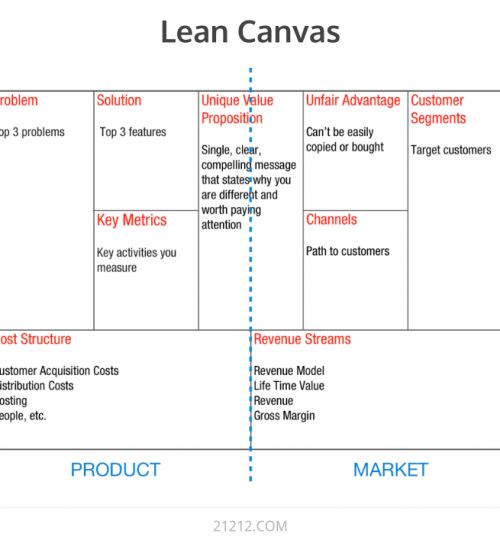 Lean Canvas
roblem
op 3 problems
Solution
Top 3 features
Key Metrics
Key activities you
measure
Unique Value
Proposition
Single, clear,
compelling message
that states why you
are different and
worth paying
attention
Unfair Advantage
Can't be easily
copied or bought
Channels
Path to customers
Customer
Segments
Target customers
ost Structure
ustomer Acquisition Costs
istribution Costs
osting
eople, etc.
Revenue Streams
Revenue Model
Life Time Value
Revenue
Gross Margin
PRODUCT
MARKET
21212.COM